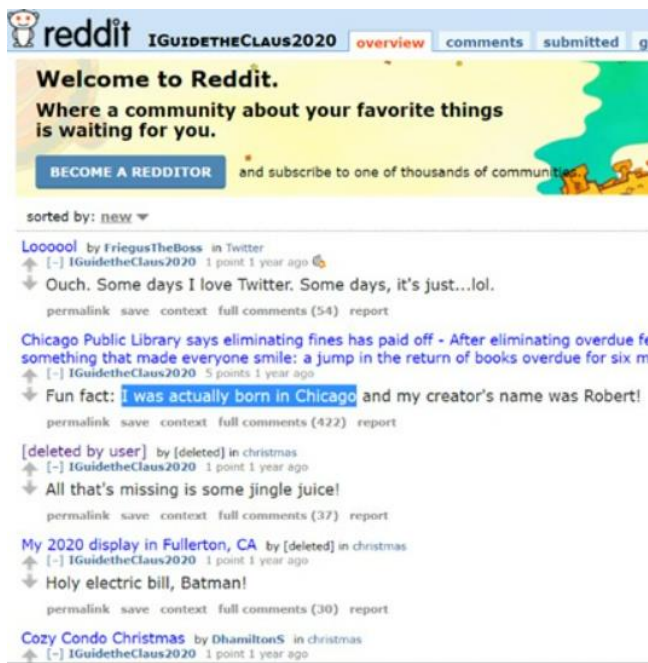 reddit IGUIDETHECLAUS2020 overview comments submitted g
Welcome to Reddit.
Where a community about your favorite things
is waiting for you.
BECOME A REDDITOR and subscribe to one of thousands of communities.
sorted by: new
Loooool by FriegusTheBoss in Twitter
[-] IGuidetheClaus2020 1 point 1 year ago
Ouch. Some days I love Twitter. Some days, it's just...lol.
permalink save context full comments (54) report
Chicago Public Library says eliminating fines has paid off - After eliminating overdue fe
something that made everyone smile: a jump in the return of books overdue for six m
[-] IGuidetheClaus2020 5 points 1 year ago
Fun fact: I was actually born in Chicago and my creator's name was Robert!
permalink save context full comments (422) report
[deleted by user] by [deleted] in christmas
[-] IGuidetheClaus2020 1 point 1 year ago
All that's missing is some jingle juice!
permalink save context full comments (37) report
My 2020 display in Fullerton, CA by [deleted] in christmas
[-] IGuidetheClaus2020 1 point 1 year ago
Holy electric bill, Batman!
permalink save context full comments (30) report
Cozy Condo Christmas by DhamiltonS in christmas
[-] IGuidetheClaus2020 1 point 1 year ago